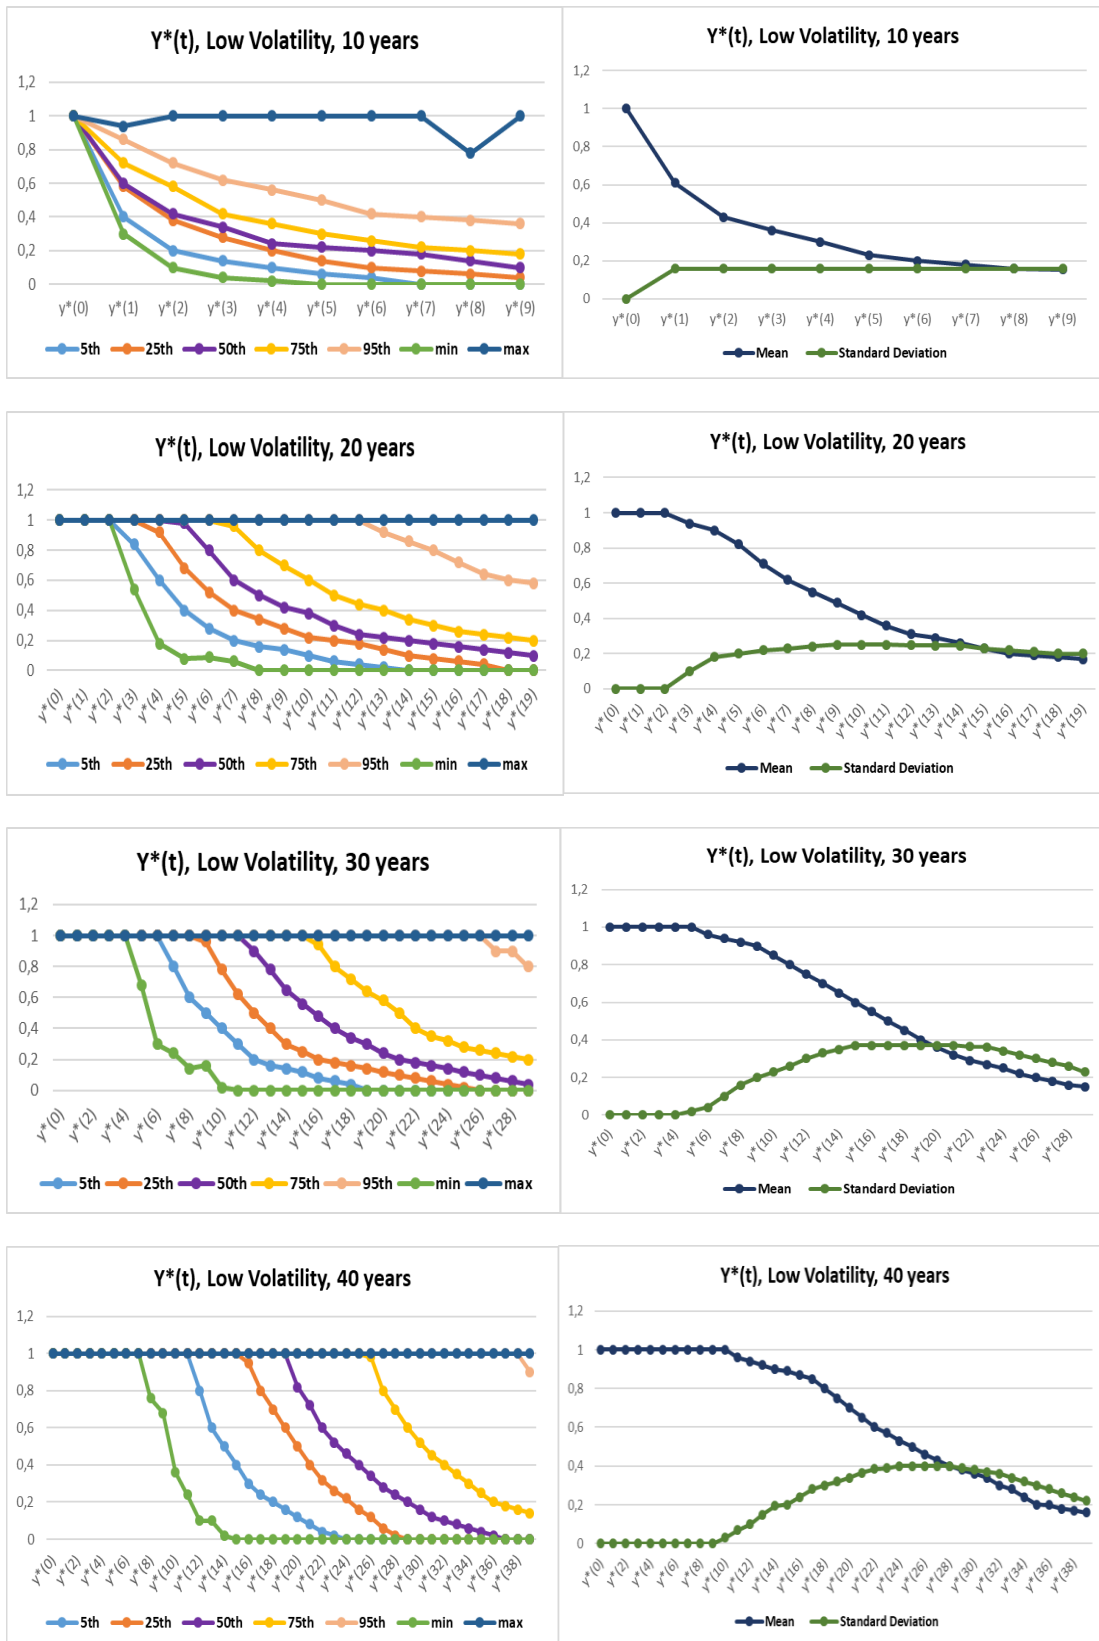 Y*(t), Low Volatility, 10 years
1,2
1
0,8
0,6
0,4
0,2
0
y*(0) y*(1) y*(2) y*(3) y*(4) y*(5) y*(6) y*(7) y*(8) y*(9)
5th 25th 50th 75th 95th min max
Y*(t), Low Volatility, 10 years
1,2
1
0,8
0,6
0,4
0,2
0
y*(0) y*(1) y*(2) y*(3) y*(4) y*(5) y*(6) y*(7) y*(8) y*(9)
Mean Standard Deviation
Y*(t), Low Volatility, 20 years
1,2
1
0,8
0,6
0,4
0,2
0
y*(0) y*(1) y*(2) y*(3) y*(4) y*(5) y*(6) y*(7) y*(8) y*(9) y*(10) y*(11) y*(12) y*(13) y*(14) y*(15) y*(16) y*(17) y*(18) y*(19)
5th 25th 50th 75th 95th min max
Y*(t), Low Volatility, 20 years
1,2
1
0,8
0,6
0,4
0,2
0
y*(0) y*(1) y*(2) y*(3) y*(4) y*(5) y*(6) y*(7) y*(8) y*(9) y*(10) y*(11) y*(12) y*(13) y*(14) y*(15) y*(16) y*(17) y*(18) y*(19)
Mean Standard Deviation
Y*(t), Low Volatility, 30 years
1,2
1
0,8
0,6
0,4
0,2
0
y*(0) y*(2) y*(4) y*(6) y*(8) y*(10) y*(12) y*(14) y*(16) y*(18) y*(20) y*(22) y*(24) y*(26) y*(28)
5th 25th 50th 75th 95th min max
Y*(t), Low Volatility, 30 years
1,2
1
0,8
0,6
0,4
0,2
0
y*(0) y*(2) y*(4) y*(6) y*(8) y*(10) y*(12) y*(14) y*(16) y*(18) y*(20) y*(22) y*(24) y*(26) y*(28)
Mean Standard Deviation
Y*(t), Low Volatility, 40 years
1,2
1
0,8
0,6
0,4
0,2
0
y*(0) y*(2) y*(4) y*(6) y*(8) y*(10) y*(12) y*(14) y*(16) y*(18) y*(20) y*(22) y*(24) y*(26) y*(28) y*(30) y*(32) y*(34) y*(36) y*(38)
5th 25th 50th 75th 95th min max
Y*(t), Low Volatility, 40 years
1,2
1
0,8
0,6
0,4
0,2
0
y*(0) y*(2) y*(4) y*(6) y*(8) y*(10) y*(12) y*(14) y*(16) y*(18) y*(20) y*(22) y*(24) y*(26) y*(28) y*(30) y*(32) y*(34) y*(36) y*(38)
Mean Standard Deviation